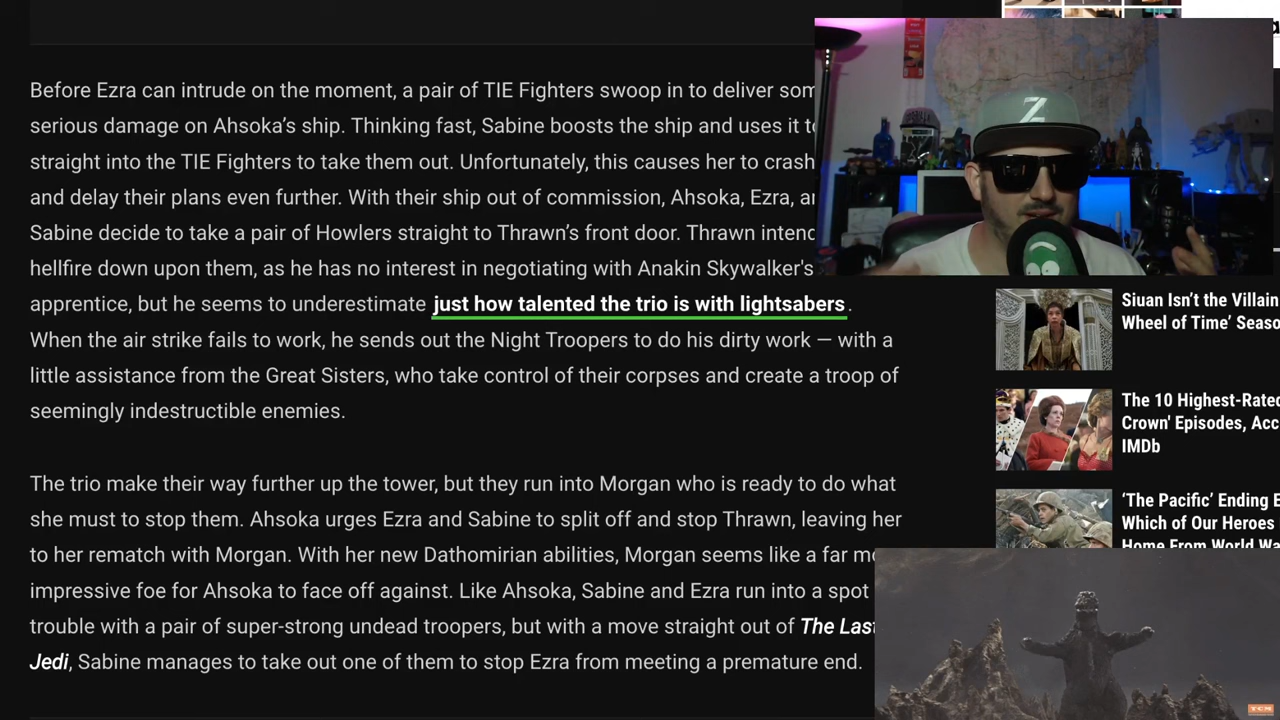 Before Ezra can intrude on the moment, a pair of TIE Fighters swoop in to deliver
serious damage on Ahsoka's ship. Thinking fast, Sabine boosts the ship and uses it
straight into the TIE Fighters to take them out. Unfortunately, this causes her to crash
and delay their plans even further. With their ship out of commission, Ahsoka, Ezra,
Sabine decide to take a pair of Howlers straight to Thrawn's front door. Thrawn
hellfire down upon them, as he has no interest in negotiating with Anakin Skywalker's
apprentice, but he seems to underestimate just how talented the trio is with lightsabers.
When the air strike fails to work, he sends out the Night Troopers to do his dirty work — with a
little assistance from the Great Sisters, who take control of their corpses and create a troop of
seemingly indestructible enemies.
The trio make their way further up the tower, but they run into Morgan who is ready to do what
she must to stop them. Ahsoka urges Ezra and Sabine to split off and stop Thrawn, leaving her
to her rematch with Morgan. With her new Dathomirian abilities, Morgan seems like a far
impressive foe for Ahsoka to face off against. Like Ahsoka, Sabine and Ezra run into a spot
trouble with a pair of super-strong undead troopers, but with a move straight out of The
Jedi, Sabine manages to take out one of them to stop Ezra from meeting a premature end.
Z
Siuan Isn't the Villain
Wheel of Time'
The 10
Crown' Episodes,
IMDb
'The Pacific' Ending
Which of Our Heroes
Home From World
TCM